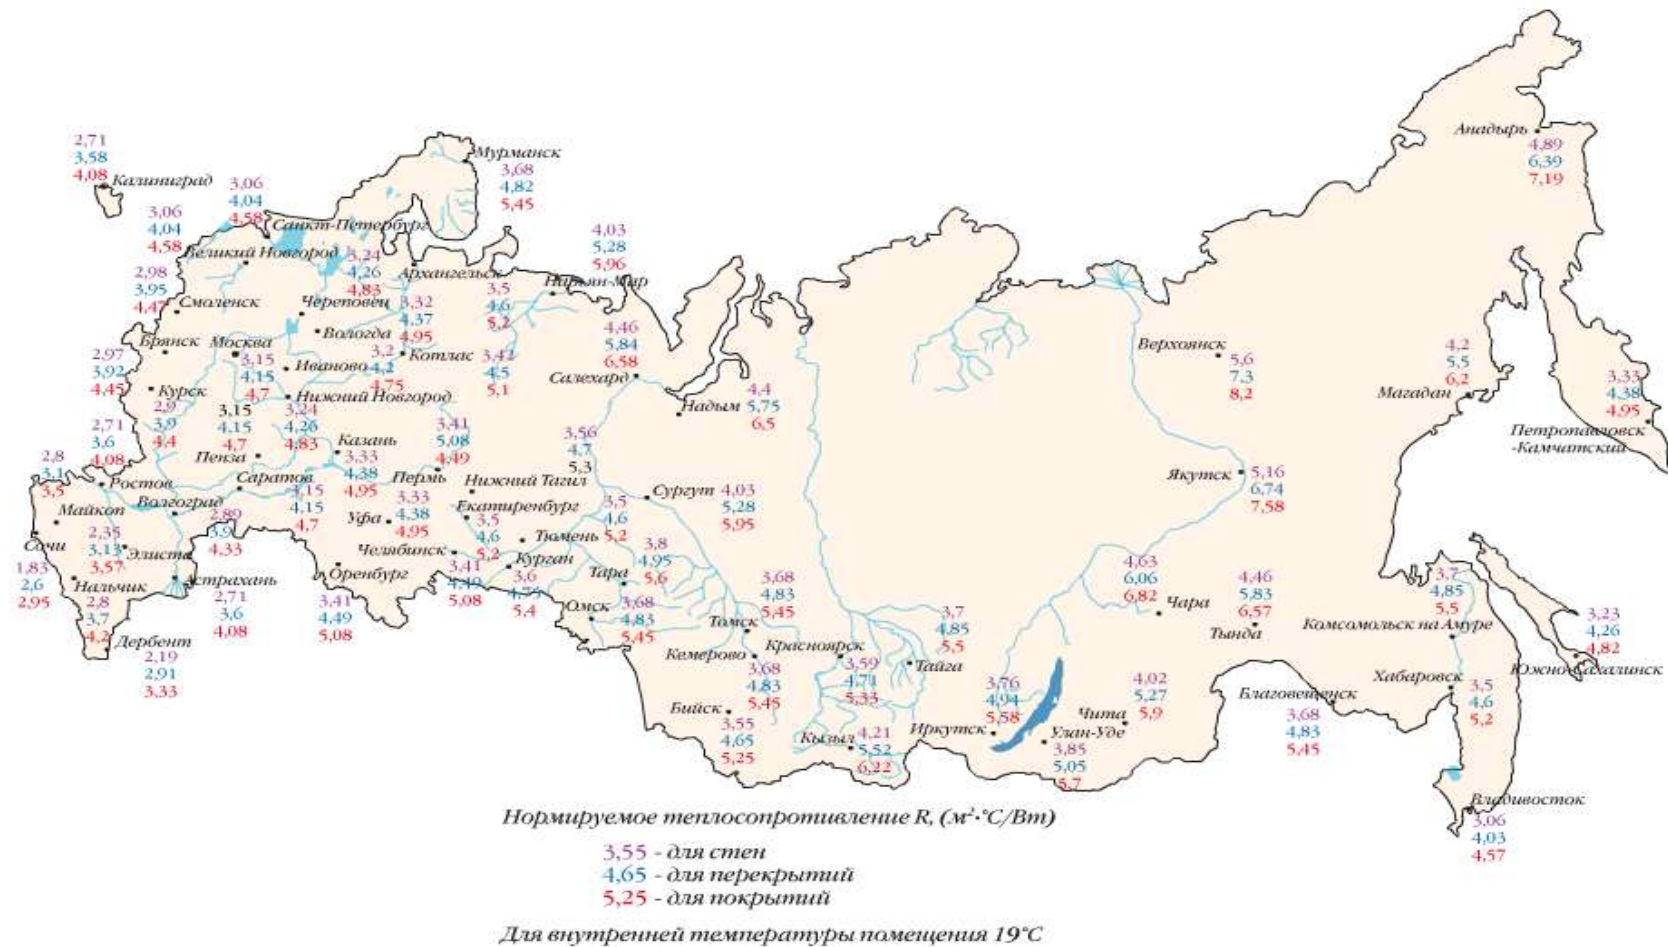 2,71
3,58
4,08
Калининград
3,06
4,04
4,58
Санкт-Петербург
3,06
4,04
4,58
Великий Новгород
Мурманск
3,68
4,82
5,45
4,03
5,28
5,96
Нарьян-Мар
Анадырь
4,89
6,39
7,19
2,98
3,95
4,47
Смоленск
3,24
4,26
4,83
Архангельск
3,5
4,6
5,2
Череповец
Вологда
3,32
4,37
4,95
Котлас
3,42
4,5
5,1
4,46
5,84
6,58
Салехард
Надым
4,4
5,75
6,5
Верхоянск
5,6
7,3
8,2
4,2
5,5
6,2
Магадан
3,33
4,38
4,95
Петропавловск
-Камчатский
Брянск
Москва
3,15
4,15
4,7
Иваново
3,2
4,2
4,75
2,97
3,92
4,45
Курск
Нижний Новгород
2,9
3,9
4,4
3,15
4,15
4,7
Пенза
3,24
4,26
4,83
Казань
3,33
4,38
4,95
3,41
5,08
4,49
Пермь
3,56
4,7
5,3
2,71
3,6
4,08
2,8
3,1
3,5
Ростов
Саратов
3,15
4,15
4,7
Нижний Тагил
Сургут
4,03
5,28
5,95
Якутск
5,16
6,74
7,58
Волгоград
2,89
3,9
4,33
Уфа
3,33
4,38
4,95
Екатиренбург
3,5
4,6
5,2
Тюмень
3,5
4,6
5,2
Майкоп
Сочи
1,83
2,6
2,95
2,35
3,13
3,57
Элиста
Нальчик
2,8
3,7
4,2
Астрахань
2,71
3,6
4,08
Оренбург
3,41
4,49
5,08
Челябинск
3,41
4,49
5,08
Курган
3,6
4,73
5,4
3,8
4,95
5,6
Тара
Омск
3,68
4,83
5,45
3,68
4,83
5,45
Томск
Дербент
2,19
2,91
3,33
Кемерово
3,68
4,83
5,45
Красноярск
3,59
4,71
5,33
3,7
4,85
5,5
Тайга
4,63
6,06
6,82
Чара
4,46
5,83
6,57
Тында
3,7
4,85
5,5
Комсомольск на Амуре
3,23
4,26
4,82
Южно-Сахалинск
Бийск
3,55
4,65
5,25
Кызыл
4,21
5,52
6,22
3,76
4,94
5,58
Иркутск
4,02
5,27
5,9
Чита
Улан-Уде
3,85
5,05
5,7
Благовещенск
3,68
4,83
5,45
Хабаровск
3,5
4,6
5,2
Владивосток
3,06
4,03
4,57
Нормируемое теплосопротивление R, (м²·°С/Вт)
3,55 - для стен
4,65 - для перекрытий
5,25 - для покрытий
Для внутренней температуры помещения 19°С